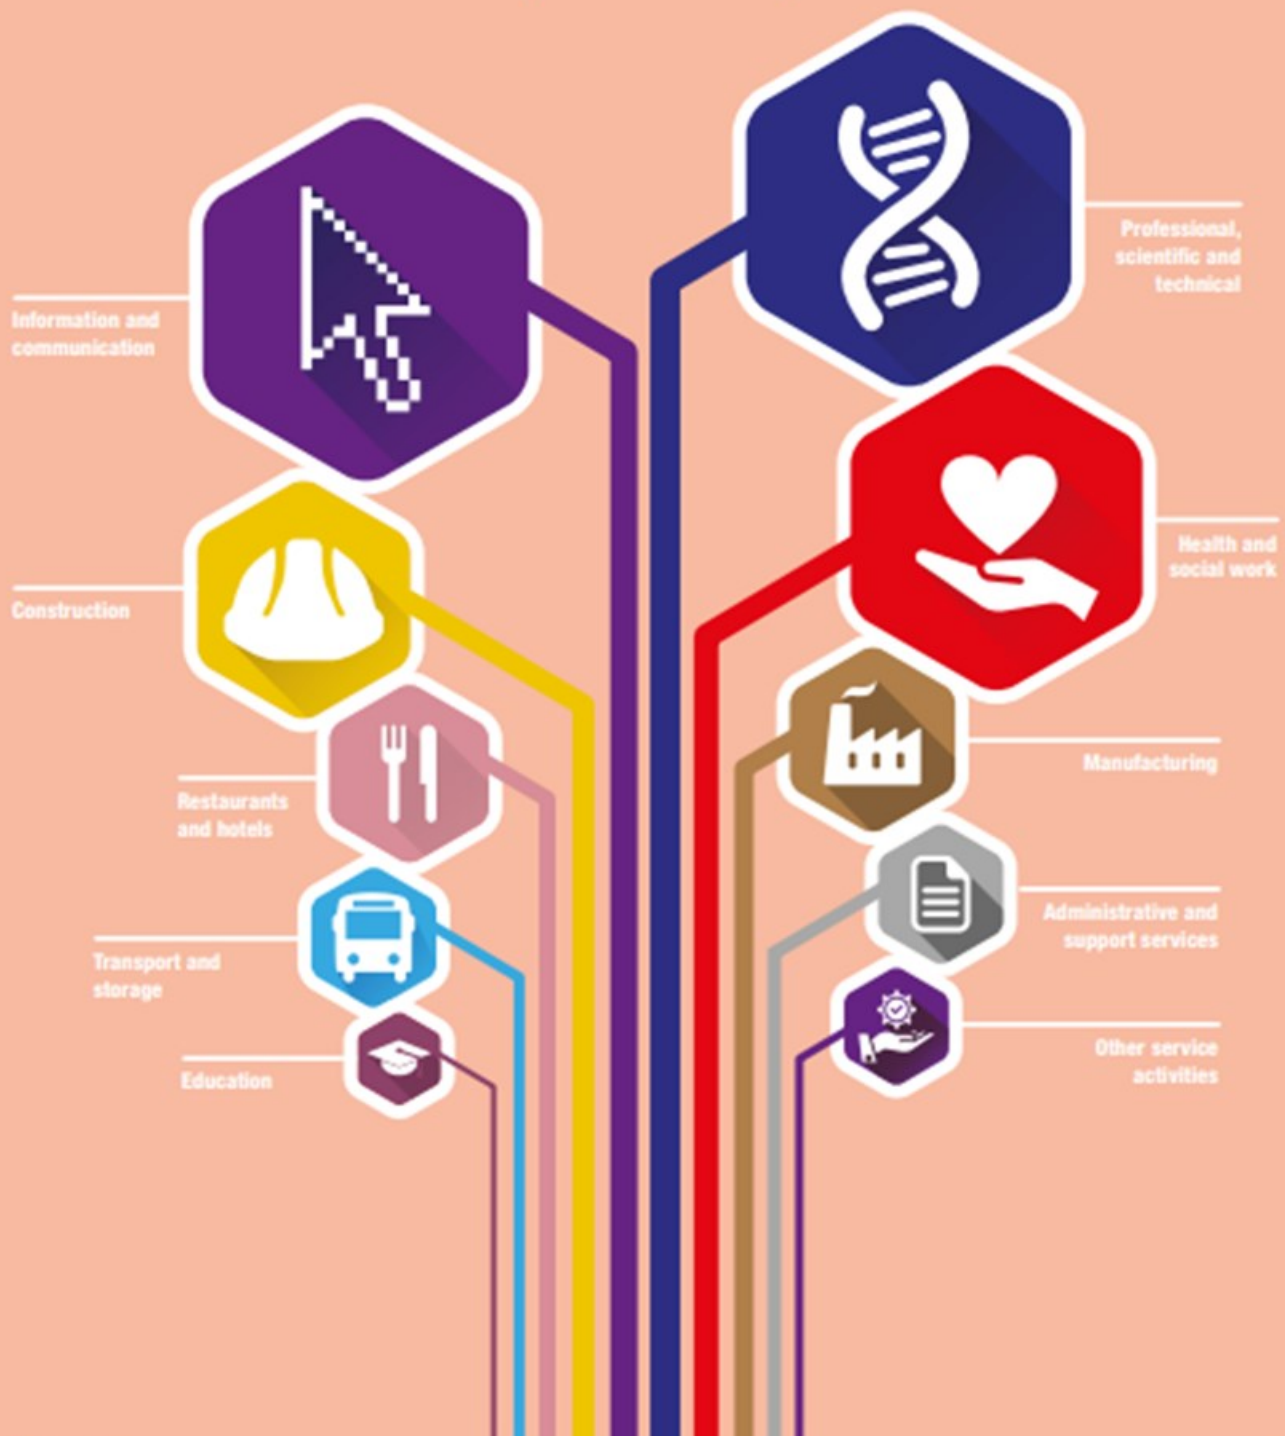 Information and
communication
Construction
Restaurants
and hotels
Transport and
storage
Education
Professional,
scientific and
technical
Health and
social work
Manufacturing
Administrative and
support services
Other service
activities